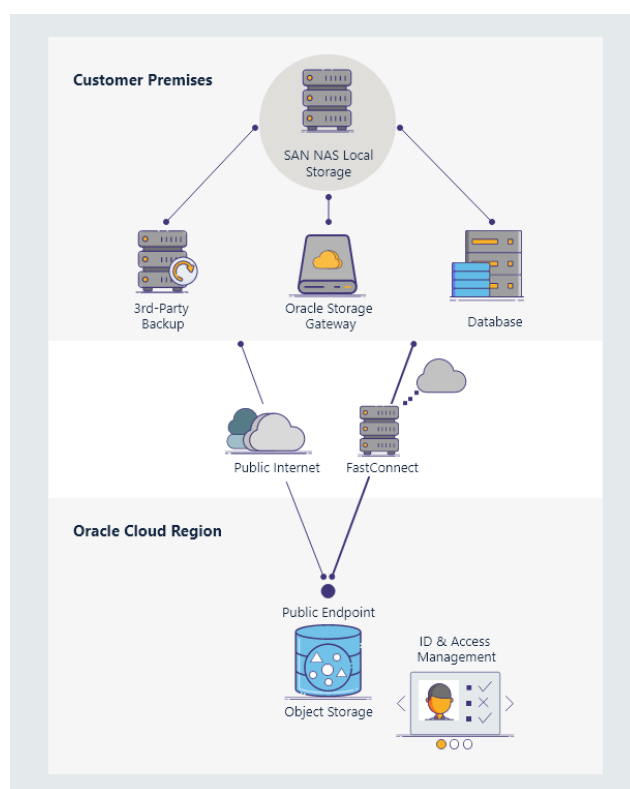 Customer Premises
SAN NAS Local
Storage
3rd-Party
Backup
Oracle Storage
Gateway
Database
Public Internet
FastConnect
Oracle Cloud Region
Public Endpoint
Object Storage
ID & Access
Management